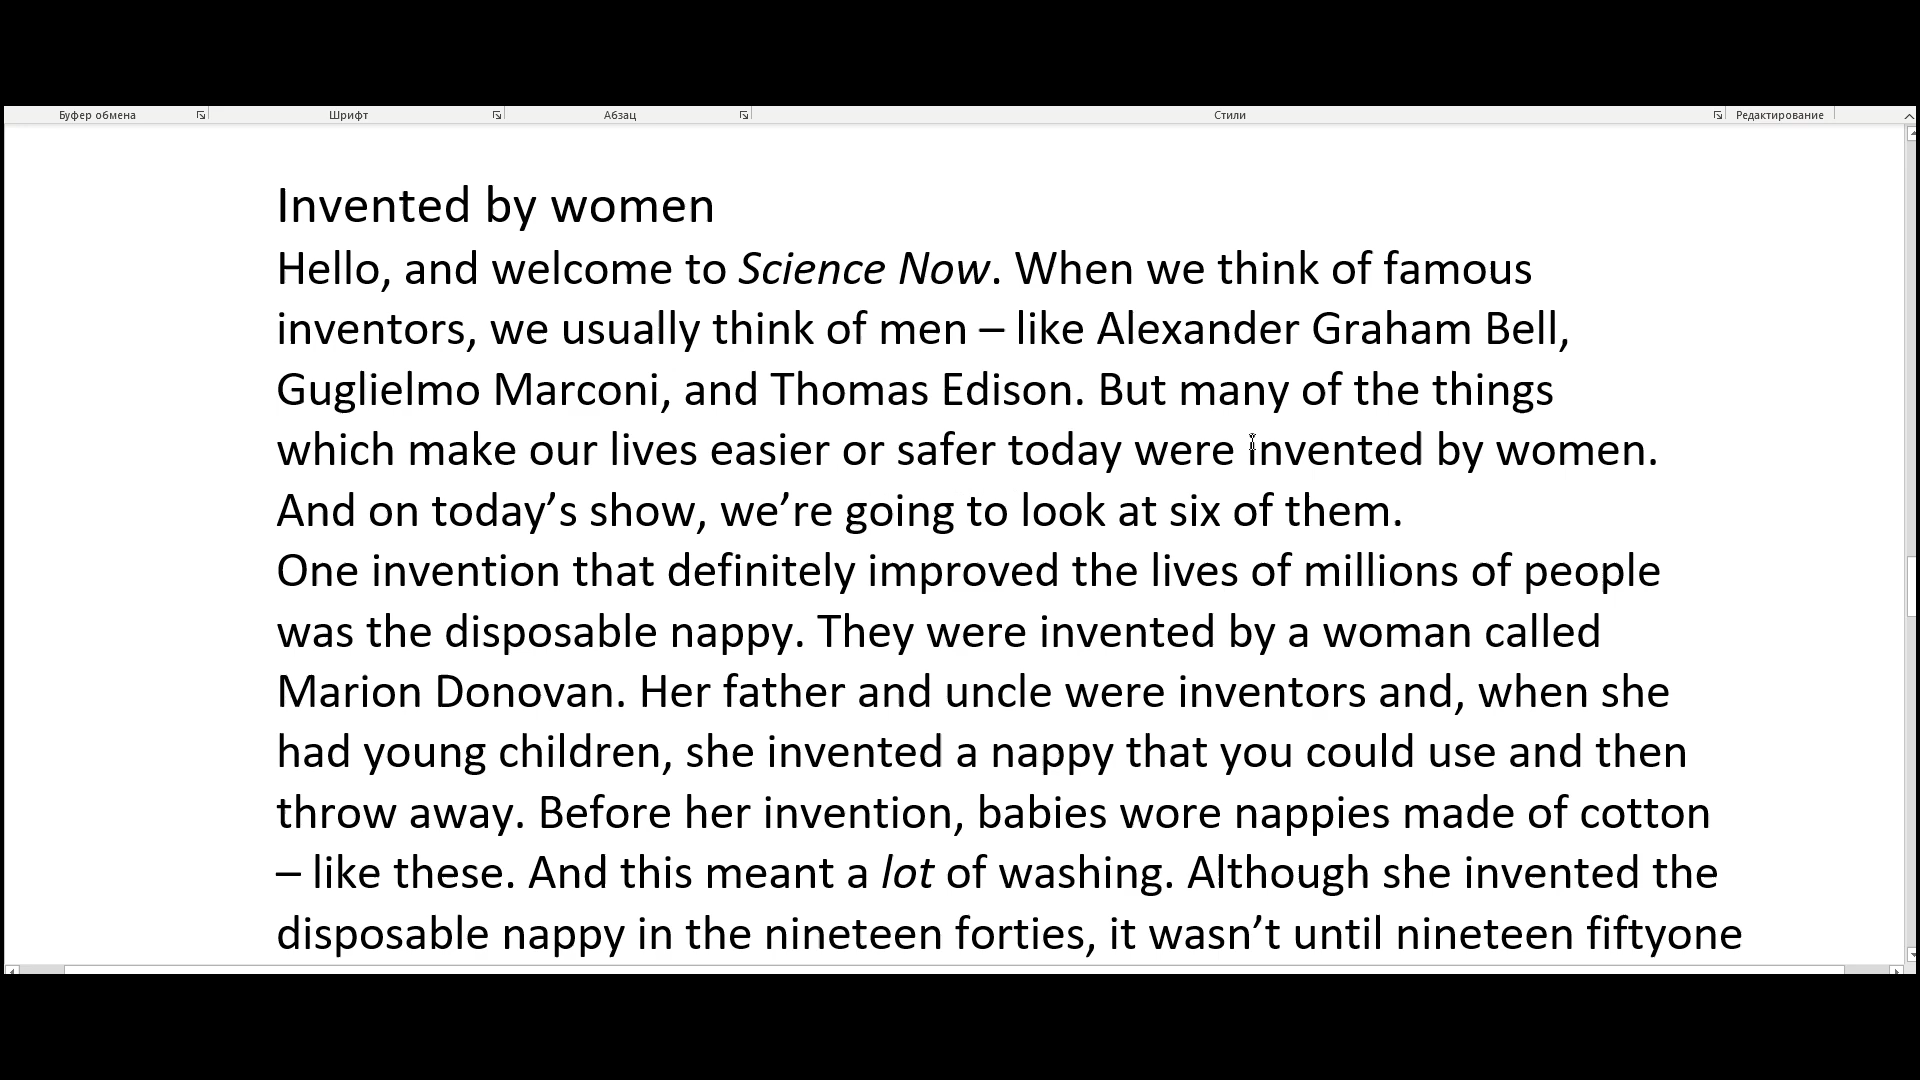 Буфер обмена Шрифт Абзац Стили Редактирование
Invented by women
Hello, and welcome to Science Now. When we think of famous
inventors, we usually think of men – like Alexander Graham Bell,
Guglielmo Marconi, and Thomas Edison. But many of the things
which make our lives easier or safer today were invented by women.
And on today’s show, we’re going to look at six of them.
One invention that definitely improved the lives of millions of people
was the disposable nappy. They were invented by a woman called
Marion Donovan. Her father and uncle were inventors and, when she
had young children, she invented a nappy that you could use and then
throw away. Before her invention, babies wore nappies made of cotton
– like these. And this meant a lot of washing. Although she invented the
disposable nappy in the nineteen forties, it wasn’t until nineteen fiftyone